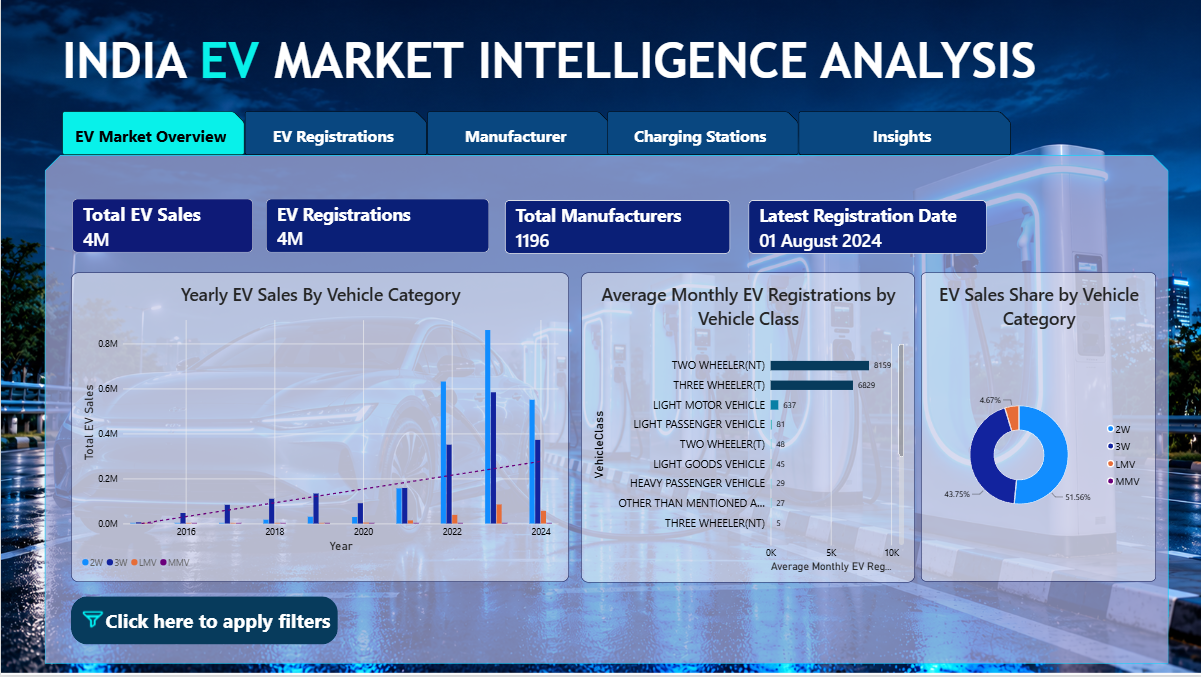 INDIA EV MARKET INTELLIGENCE ANALYSIS
EV Market Overview
EV Registrations
Manufacturer
Charging Stations
Insights
Total EV Sales
4M
EV Registrations
4M
Total Manufacturers
1196
Latest Registration Date
01 August 2024
Yearly EV Sales By Vehicle Category
Total EV Sales
0.8M
0.6M
0.4M
0.2M
0.0M
2016
2018
2020
2022
2024
Year
2W
3W
LMV
MMV
Average Monthly EV Registrations by
Vehicle Class
VehicleClass
TWO WHEELER(NT) 8159
THREE WHEELER(T) 6829
LIGHT MOTOR VEHICLE 637
LIGHT PASSENGER VEHICLE 81
TWO WHEELER(T) 48
LIGHT GOODS VEHICLE 45
HEAVY PASSENGER VEHICLE 29
OTHER THAN MENTIONED A... 27
THREE WHEELER(NT) 5
0K
5K
10K
Average Monthly EV Reg...
EV Sales Share by Vehicle
Category
4.67%
43.75%
51.56%
2W
3W
LMV
MMV
Click here to apply filters